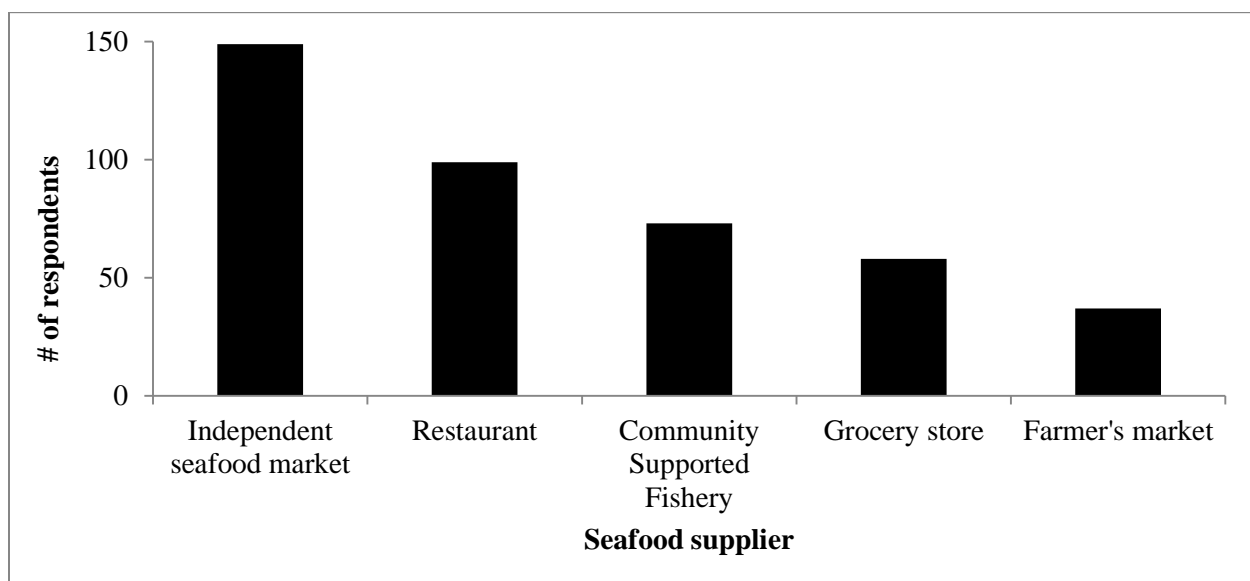 150
100
50
0
# of respondents
Independent
seafood market
Restaurant
Community
Supported
Fishery
Grocery store
Farmer's market
Seafood supplier